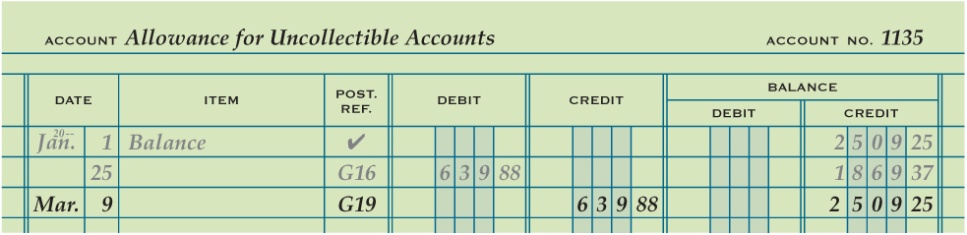 ACCOUNT Allowance for Uncollectible Accounts ACCOUNT NO. 1135
DATE ITEM POST. REF. DEBIT CREDIT BALANCE
DEBIT CREDIT
20--
Jan. 1 Balance ✔ 2 5 0 9 25
25 G16 6 3 9 88 1 8 6 9 37
Mar. 9 G19 6 3 9 88 2 5 0 9 25